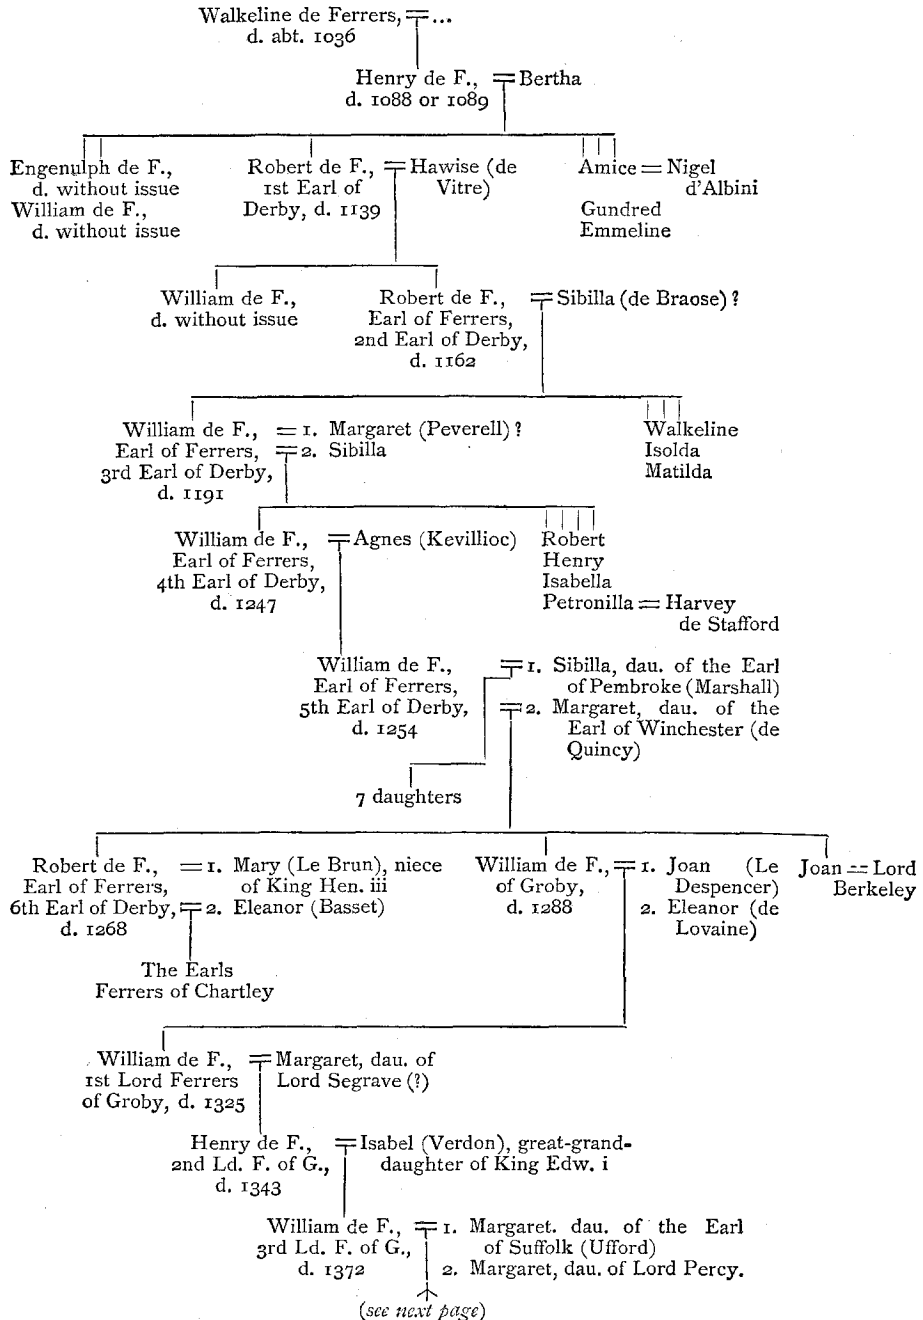 Walkeline de Ferrers, = ...
d. abt. 1036
Henry de F., = Bertha
d. 1088 or 1089
Engenulph de F.,
d. without issue
William de F.,
d. without issue
Robert de F., = Hawise (de
1st Earl of Vitre)
Derby, d. 1139
Amice = Nigel
d'Albini
Gundred
Emmeline
William de F.,
d. without issue
Robert de F., = Sibilla (de Braose) ?
Earl of Ferrers,
2nd Earl of Derby,
d. 1162
William de F., = 1. Margaret (Peverell) ?
Earl of Ferrers, = 2. Sibilla
3rd Earl of Derby,
d. 1191
Walkeline
Isolda
Matilda
William de F., = Agnes (Kevillioc)
Earl of Ferrers,
4th Earl of Derby,
d. 1247
Robert
Henry
Isabella
Petronilla = Harvey
de Stafford
William de F.,
Earl of Ferrers,
5th Earl of Derby,
d. 1254
= 1. Sibilla, dau. of the Earl
of Pembroke (Marshall)
= 2. Margaret, dau. of the
Earl of Winchester (de
Quincy)
7 daughters
Robert de F., = 1. Mary (Le Brun), niece
Earl of Ferrers, of King Hen. iii
6th Earl of Derby, = 2. Eleanor (Basset)
d. 1268
William de F., = 1. Joan (Le
of Groby, Despencer)
d. 1288 2. Eleanor (de
Lovaine)
Joan = Lord
Berkeley
The Earls
Ferrers of Chartley
William de F., = Margaret, dau. of
1st Lord Ferrers Lord Segrave (?)
of Groby, d. 1325
Henry de F., = Isabel (Verdon), great-grand-
2nd Ld. F. of G., daughter of King Edw. i
d. 1343
William de F., = 1. Margaret. dau. of the Earl
3rd Ld. F. of G., of Suffolk (Ufford)
d. 1372 2. Margaret, dau. of Lord Percy.
(see next page)